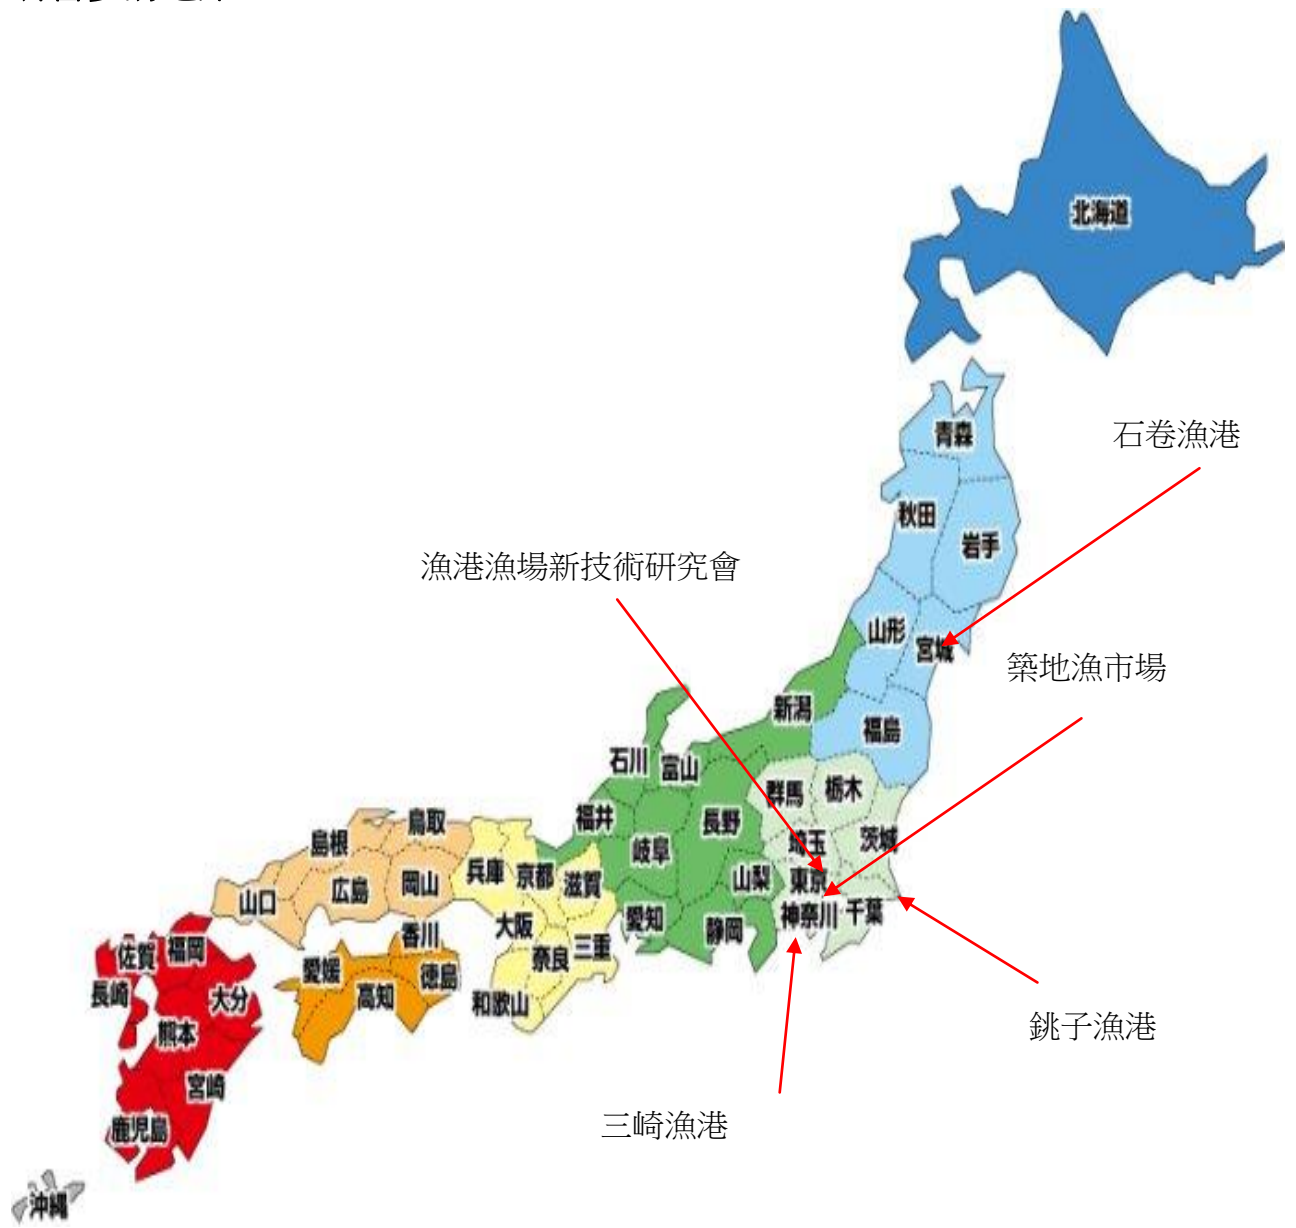 北海道
青森
石卷漁港
秋田
岩手
漁港漁場新技術研究會
山形
宮城
築地漁市場
新潟
福島
石川
富山
群馬
栃木
福井
長野
鳥取
島根
岐阜
埼玉
茨城
兵庫
京都
滋賀
山梨
東京
岡山
広島
山口
愛知
静岡
神奈川
千葉
大阪
香川
三重
奈良
福岡
佐賀
愛媛
徳島
高知
長崎
大分
和歌山
熊本
銚子漁港
宮崎
鹿児島
三崎漁港
沖縄